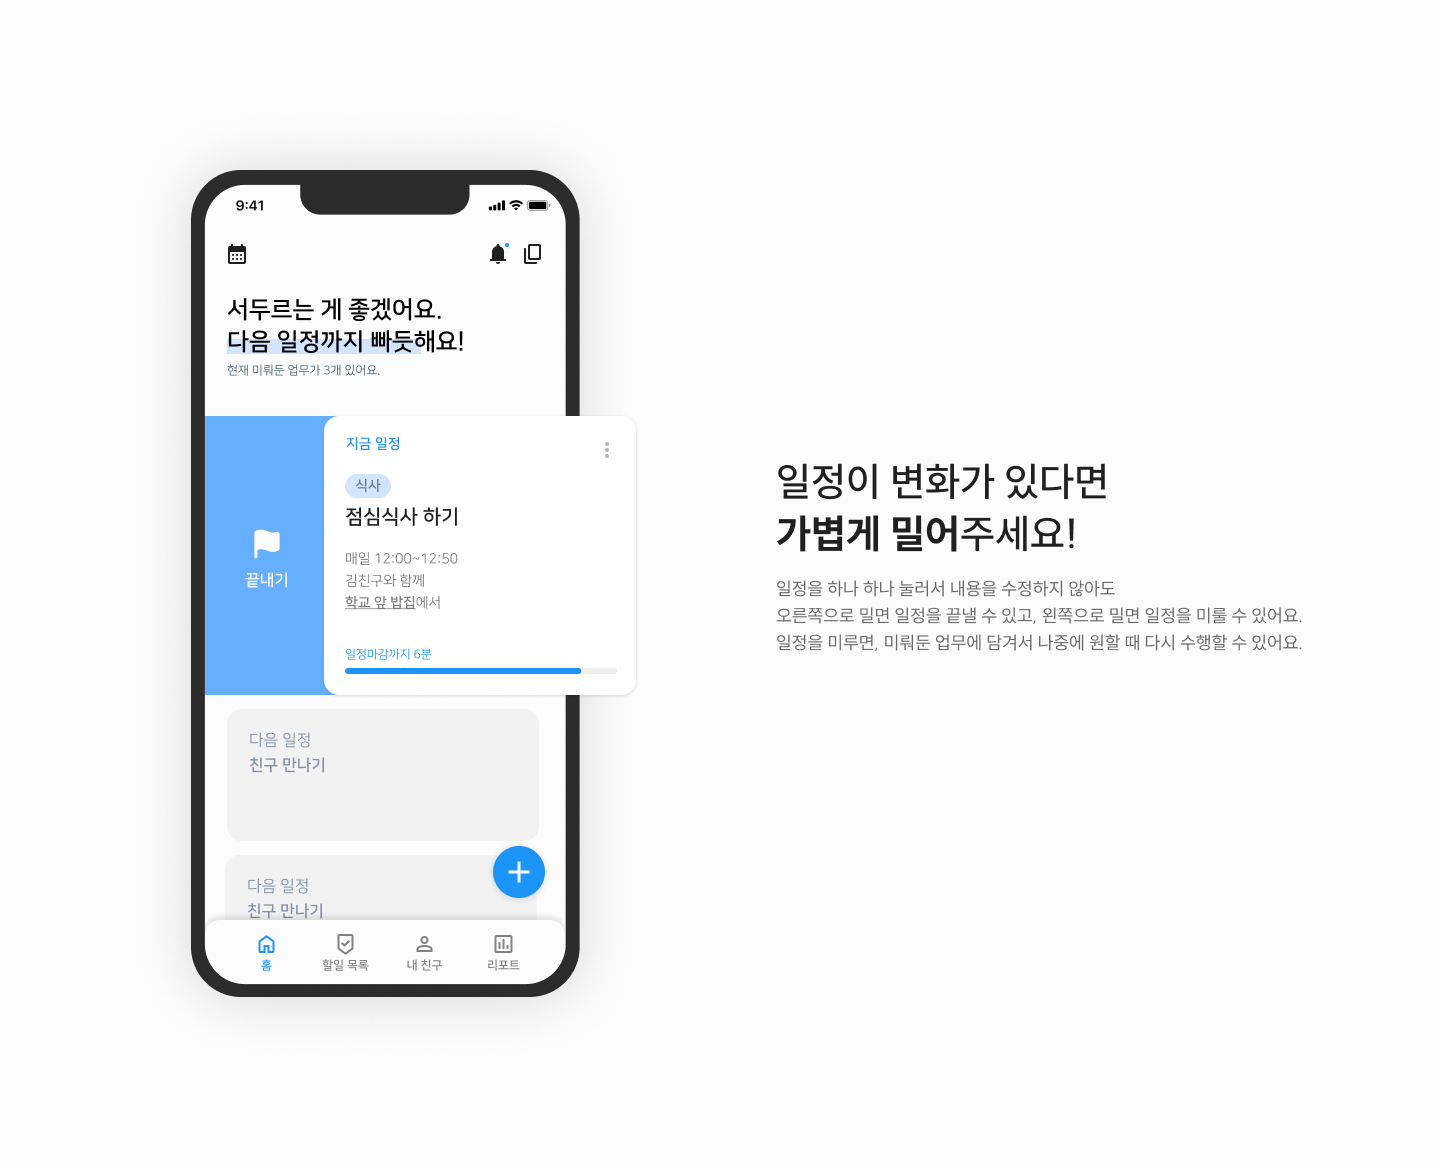 9:41
서두르는 게 좋겠어요.
다음 일정까지 빠듯해요!
현재 미뤄둔 업무가 3개 있어요.
끝내기
지금 일정
식사
점심식사 하기
매일 12:00~12:50
김친구와 함께
학교 앞 밥집에서
일정마감까지 6분
다음 일정
친구 만나기
다음 일정
친구 만나기
홈
할일 목록
내 친구
리포트
일정이 변화가 있다면
가볍게 밀어주세요!
일정을 하나 하나 눌러서 내용을 수정하지 않아도
오른쪽으로 밀면 일정을 끝낼 수 있고, 왼쪽으로 밀면 일정을 미룰 수 있어요.
일정을 미루면, 미뤄둔 업무에 담겨서 나중에 원할 때 다시 수행할 수 있어요.